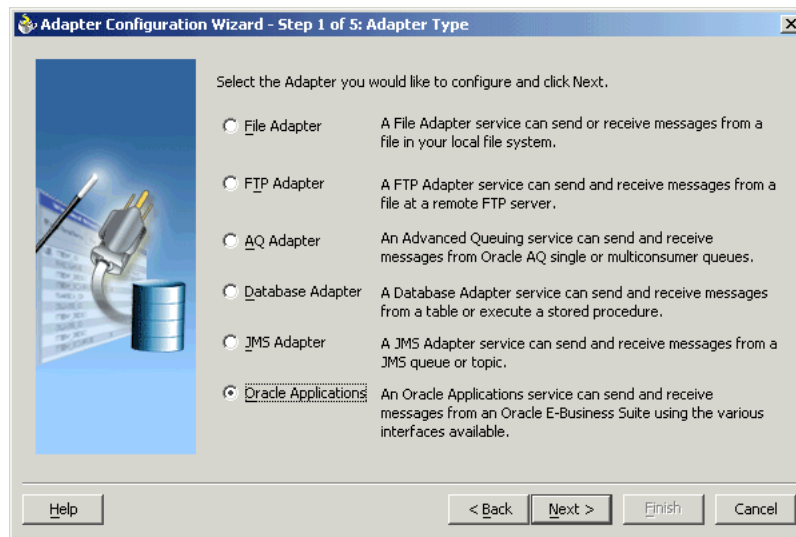 Adapter Configuration Wizard - Step 1 of 5: Adapter Type
Select the Adapter you would like to configure and click Next.
File Adapter
A File Adapter service can send or receive messages from a
file in your local file system.
FTP Adapter
A FTP Adapter service can send and receive messages from a
file at a remote FTP server.
AQ Adapter
An Advanced Queuing service can send and receive
messages from Oracle AQ single or multiconsumer queues.
Database Adapter
A Database Adapter service can send and receive messages
from a table or execute a stored procedure.
JMS Adapter
A JMS Adapter service can send and receive messages from a
JMS queue or topic.
Oracle Applications
An Oracle Applications service can send and receive
messages from an Oracle E-Business Suite using the various
interfaces available.
Help
< Back
Next >
Finish
Cancel